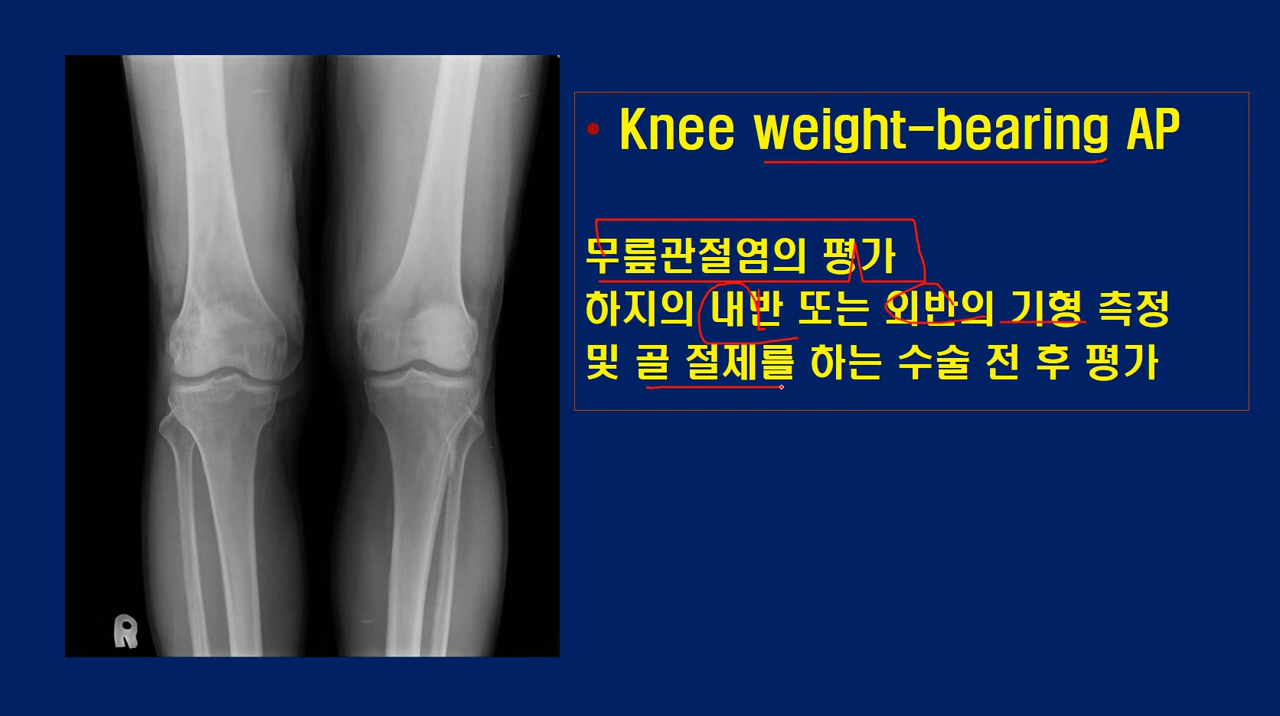 R
• Knee weight-bearing AP
무릎관절염의 평가
하지의 내반 또는 외반의 기형 측정
및 골 절제를 하는 수술 전 후 평가